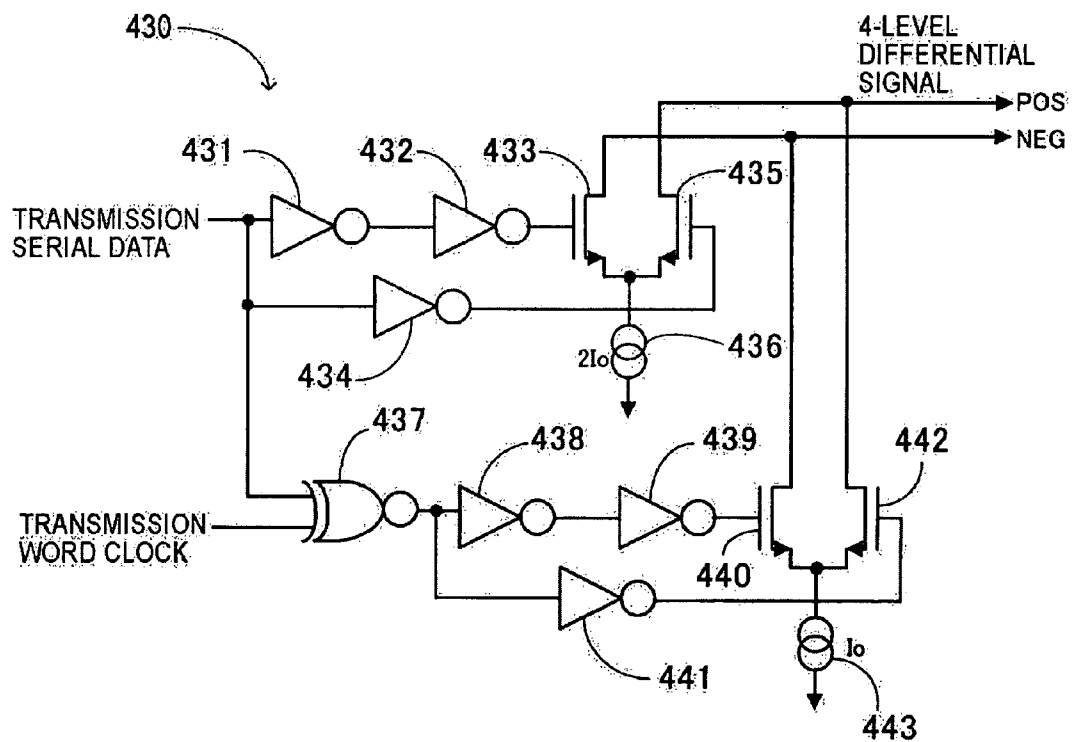 430
4-LEVEL
DIFFERENTIAL
SIGNAL
POS
NEG
431
432
433
435
TRANSMISSION
SERIAL DATA
434
2Io
436
437
438
439
442
TRANSMISSION
WORD CLOCK
440
441
Io
443